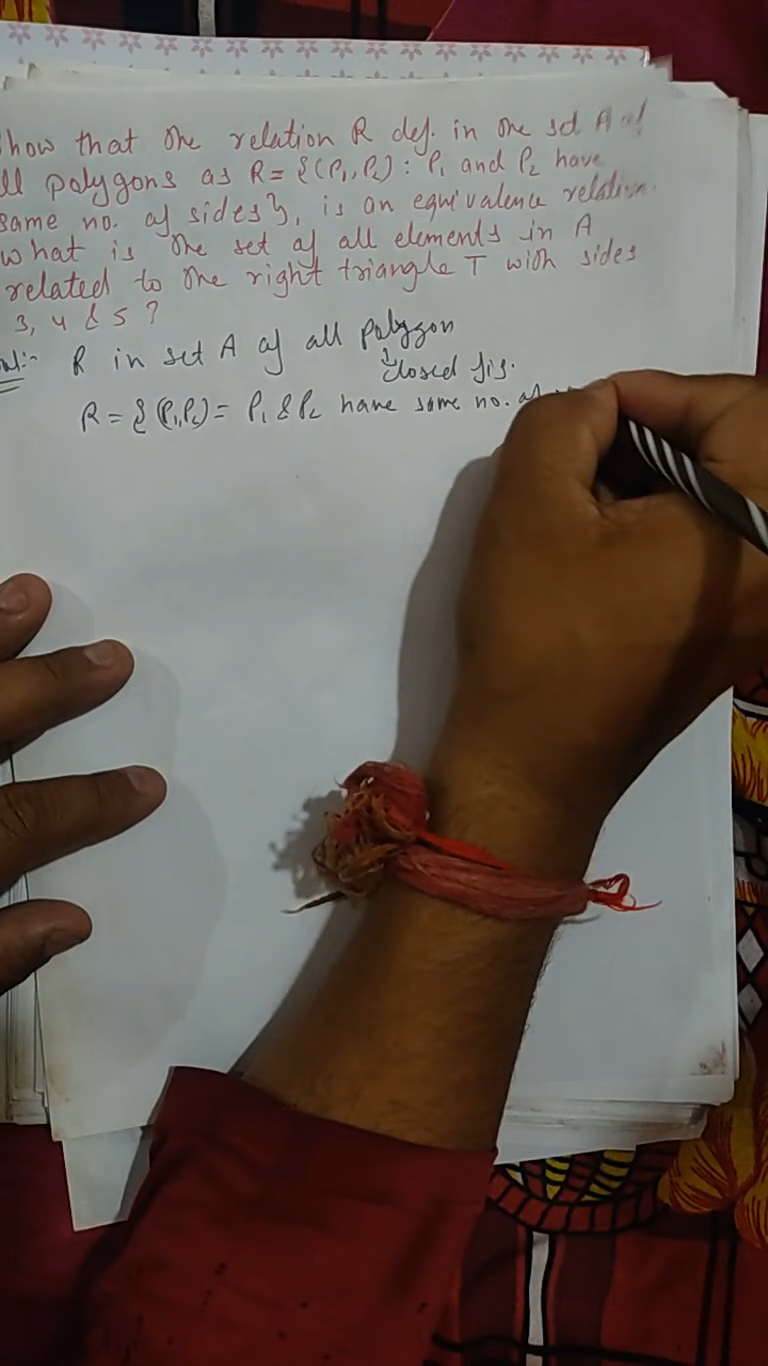 how that the relation R def. in the set A of
ll polygons as R = {(P₁, P₂) : P₁ and P₂ have
same no. of sides}, is an equivalence relation.
what is the set of all elements in A
related to the right triangle T with sides
3, 4 & 5 ?
R in set A of all polygon
closed fig.
R = { (P₁,P₂) = P₁ & P₂ have same no. of